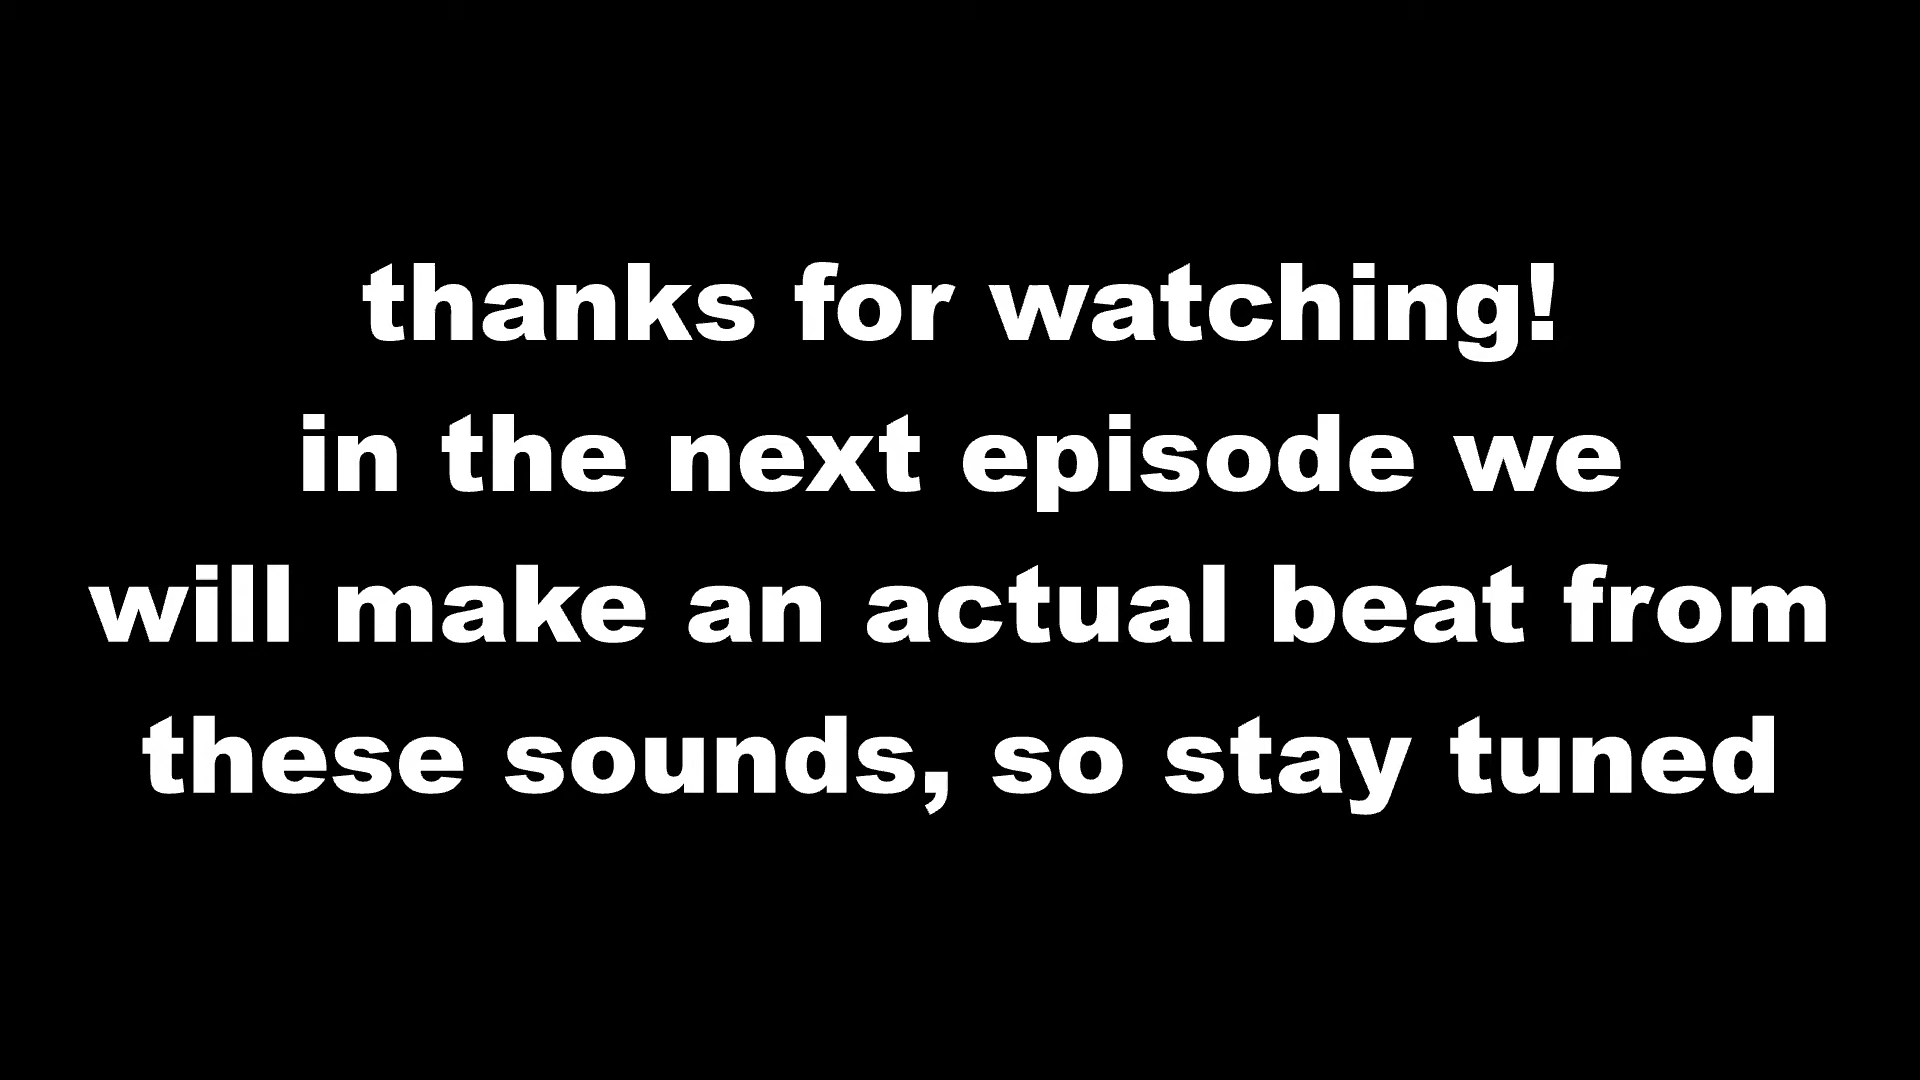 thanks for watching!
in the next episode we
will make an actual beat from
these sounds, so stay tuned